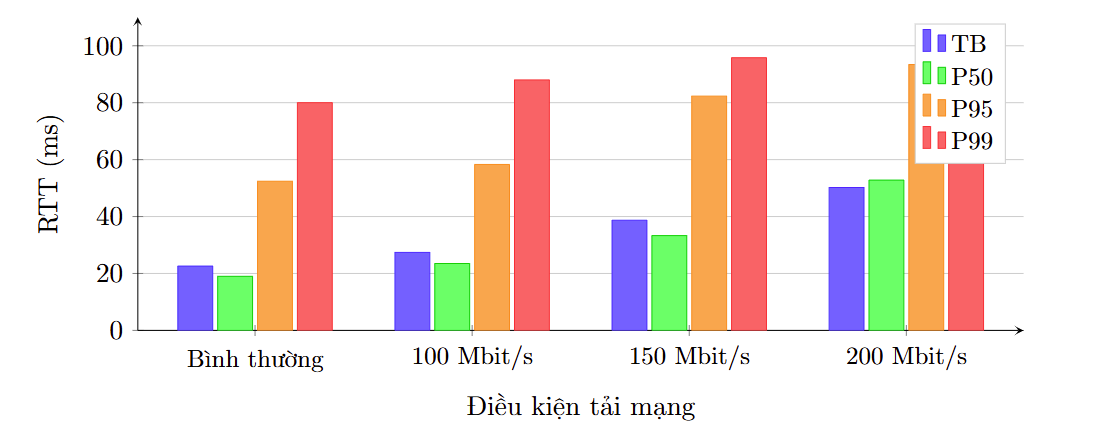 RTT (ms)
100
80
60
40
20
0
TB
P50
P95
P99
Bình thường
100 Mbit/s
150 Mbit/s
200 Mbit/s
Điều kiện tải mạng